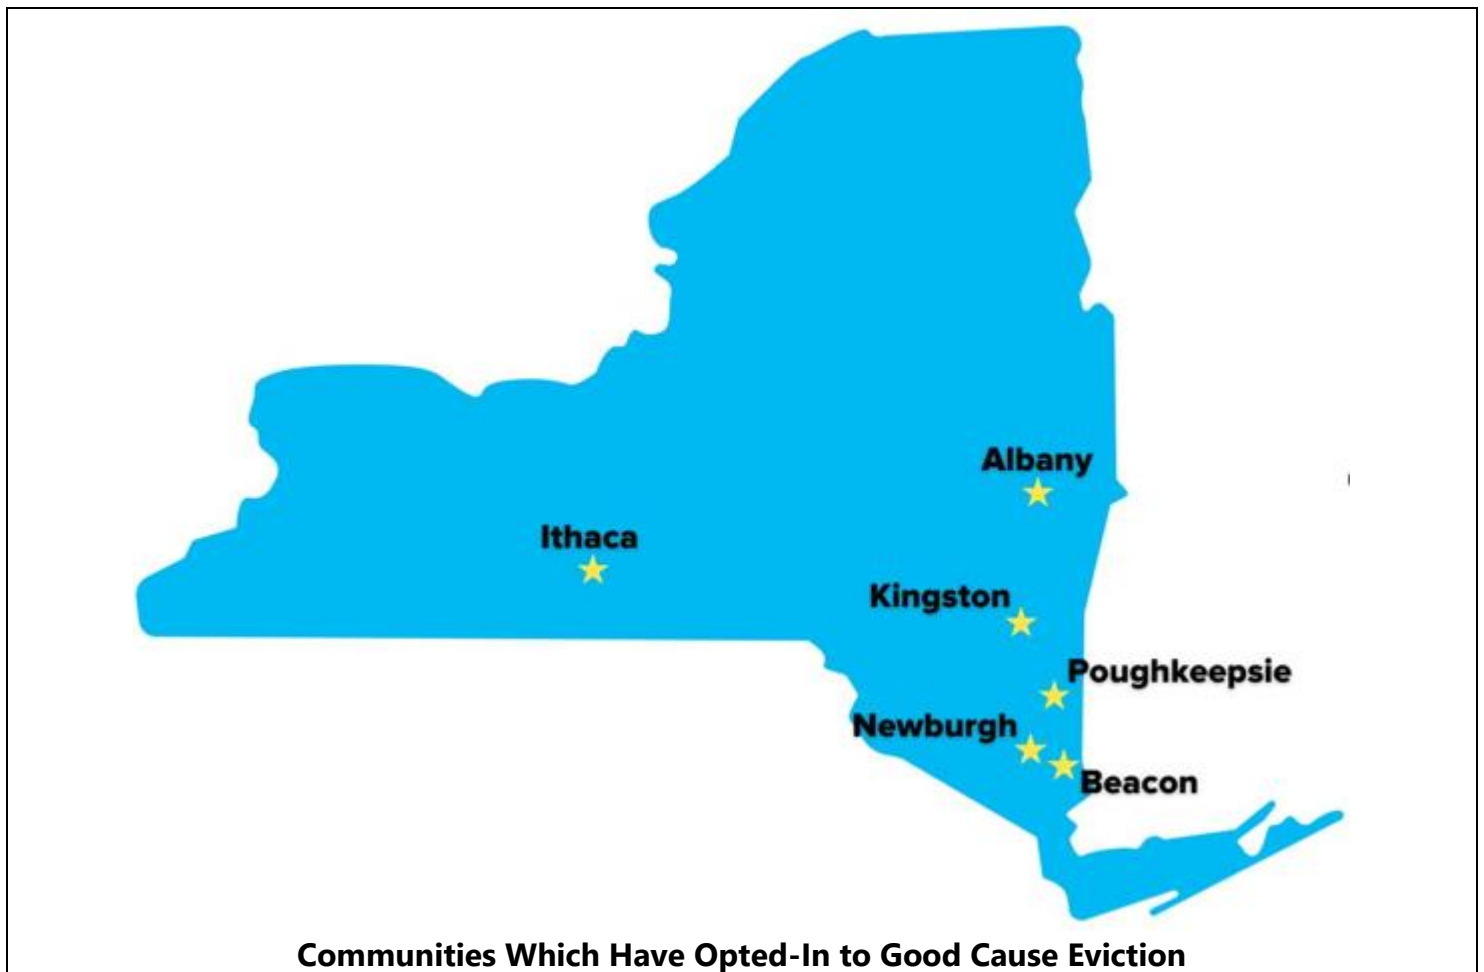 Albany
Ithaca
Kingston
Poughkeepsie
Newburgh
Beacon
Communities Which Have Opted-In to Good Cause Eviction